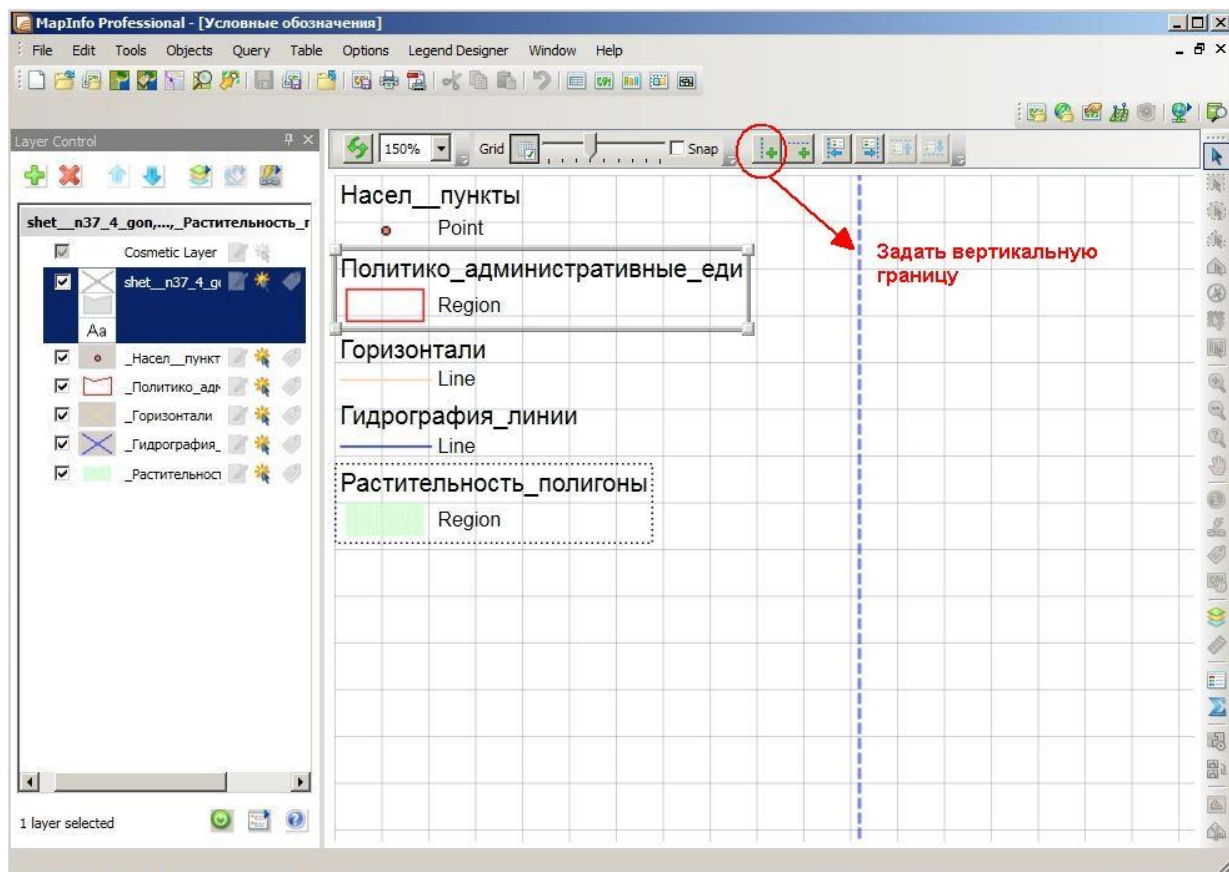 MapInfo Professional - [Условные обозначения]
File Edit Tools Objects Query Table Options Legend Designer Window Help
Layer Control
150%
Grid
Snap
shet__n37_4_gon,...,_Растительность_г
Cosmetic Layer
shet__n37_4_gι
Aa
_Насел__пункт
_Политико_адм
_Горизонтали
_Гидрография_
_Растительност
1 layer selected
Насел__пункты
Point
Политико_административные_еди
Region
Горизонтали
Line
Гидрография_линии
Line
Растительность_полигоны
Region
Задать вертикальную
границу